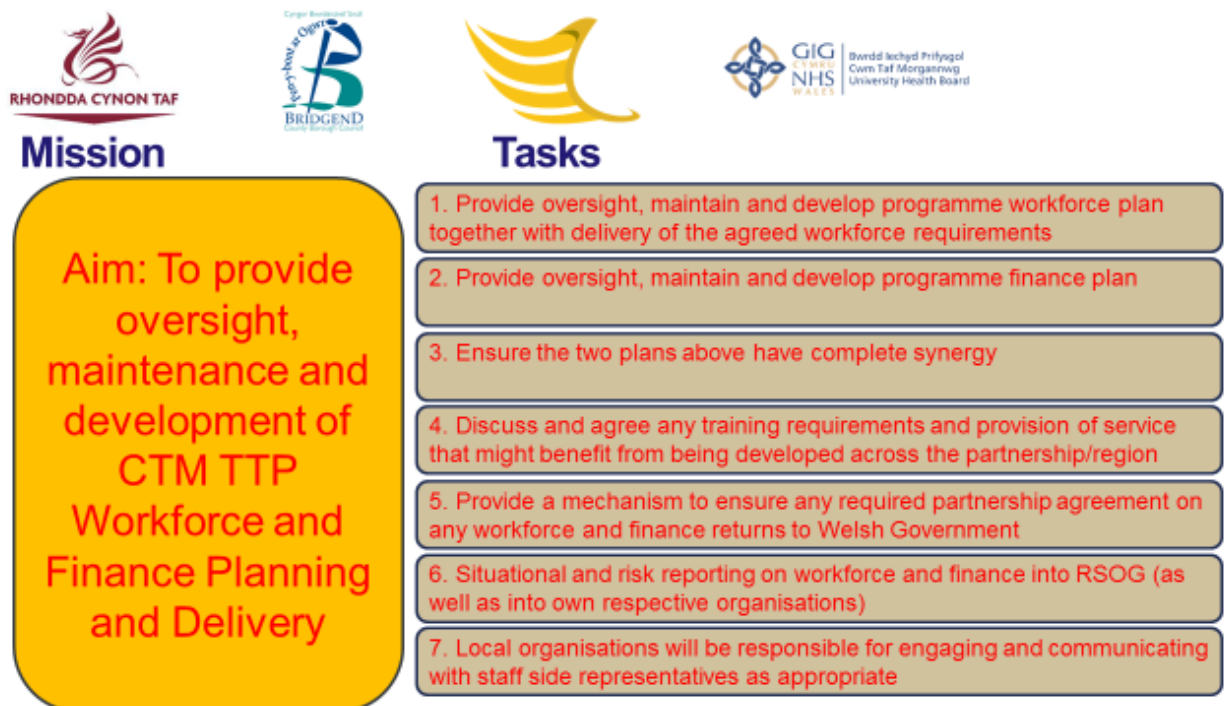 RHONDDA CYNON TAF
Cyngor Bwrdeistref Sirol
Pen-y-bont ar Ogwr
BRIDGEND
County Borough Council
GIG
CYMRU
NHS
WALES
Bwrdd Iechyd Prifysgol
Cwm Taf Morgannwg
University Health Board
Mission
Aim: To provide
oversight,
maintenance and
development of
CTM TTP
Workforce and
Finance Planning
and Delivery
Tasks
1. Provide oversight, maintain and develop programme workforce plan
together with delivery of the agreed workforce requirements
2. Provide oversight, maintain and develop programme finance plan
3. Ensure the two plans above have complete synergy
4. Discuss and agree any training requirements and provision of service
that might benefit from being developed across the partnership/region
5. Provide a mechanism to ensure any required partnership agreement on
any workforce and finance returns to Welsh Government
6. Situational and risk reporting on workforce and finance into RSOG (as
well as into own respective organisations)
7. Local organisations will be responsible for engaging and communicating
with staff side representatives as appropriate